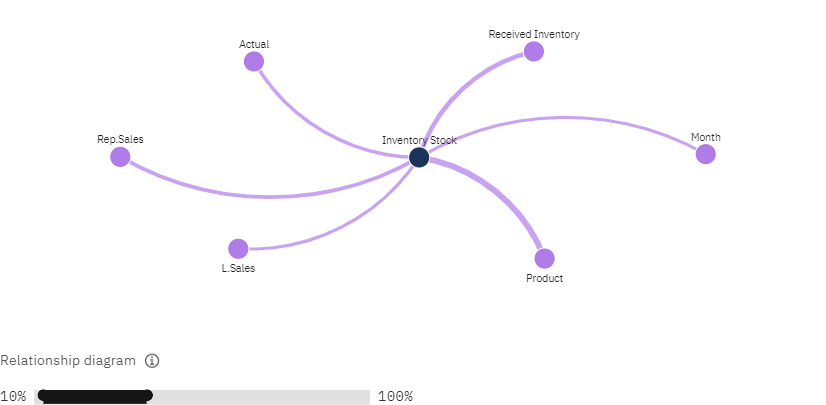 Received Inventory
Actual
Inventory Stock
Month
Rep.Sales
L.Sales
Product
Relationship diagram
10% 100%